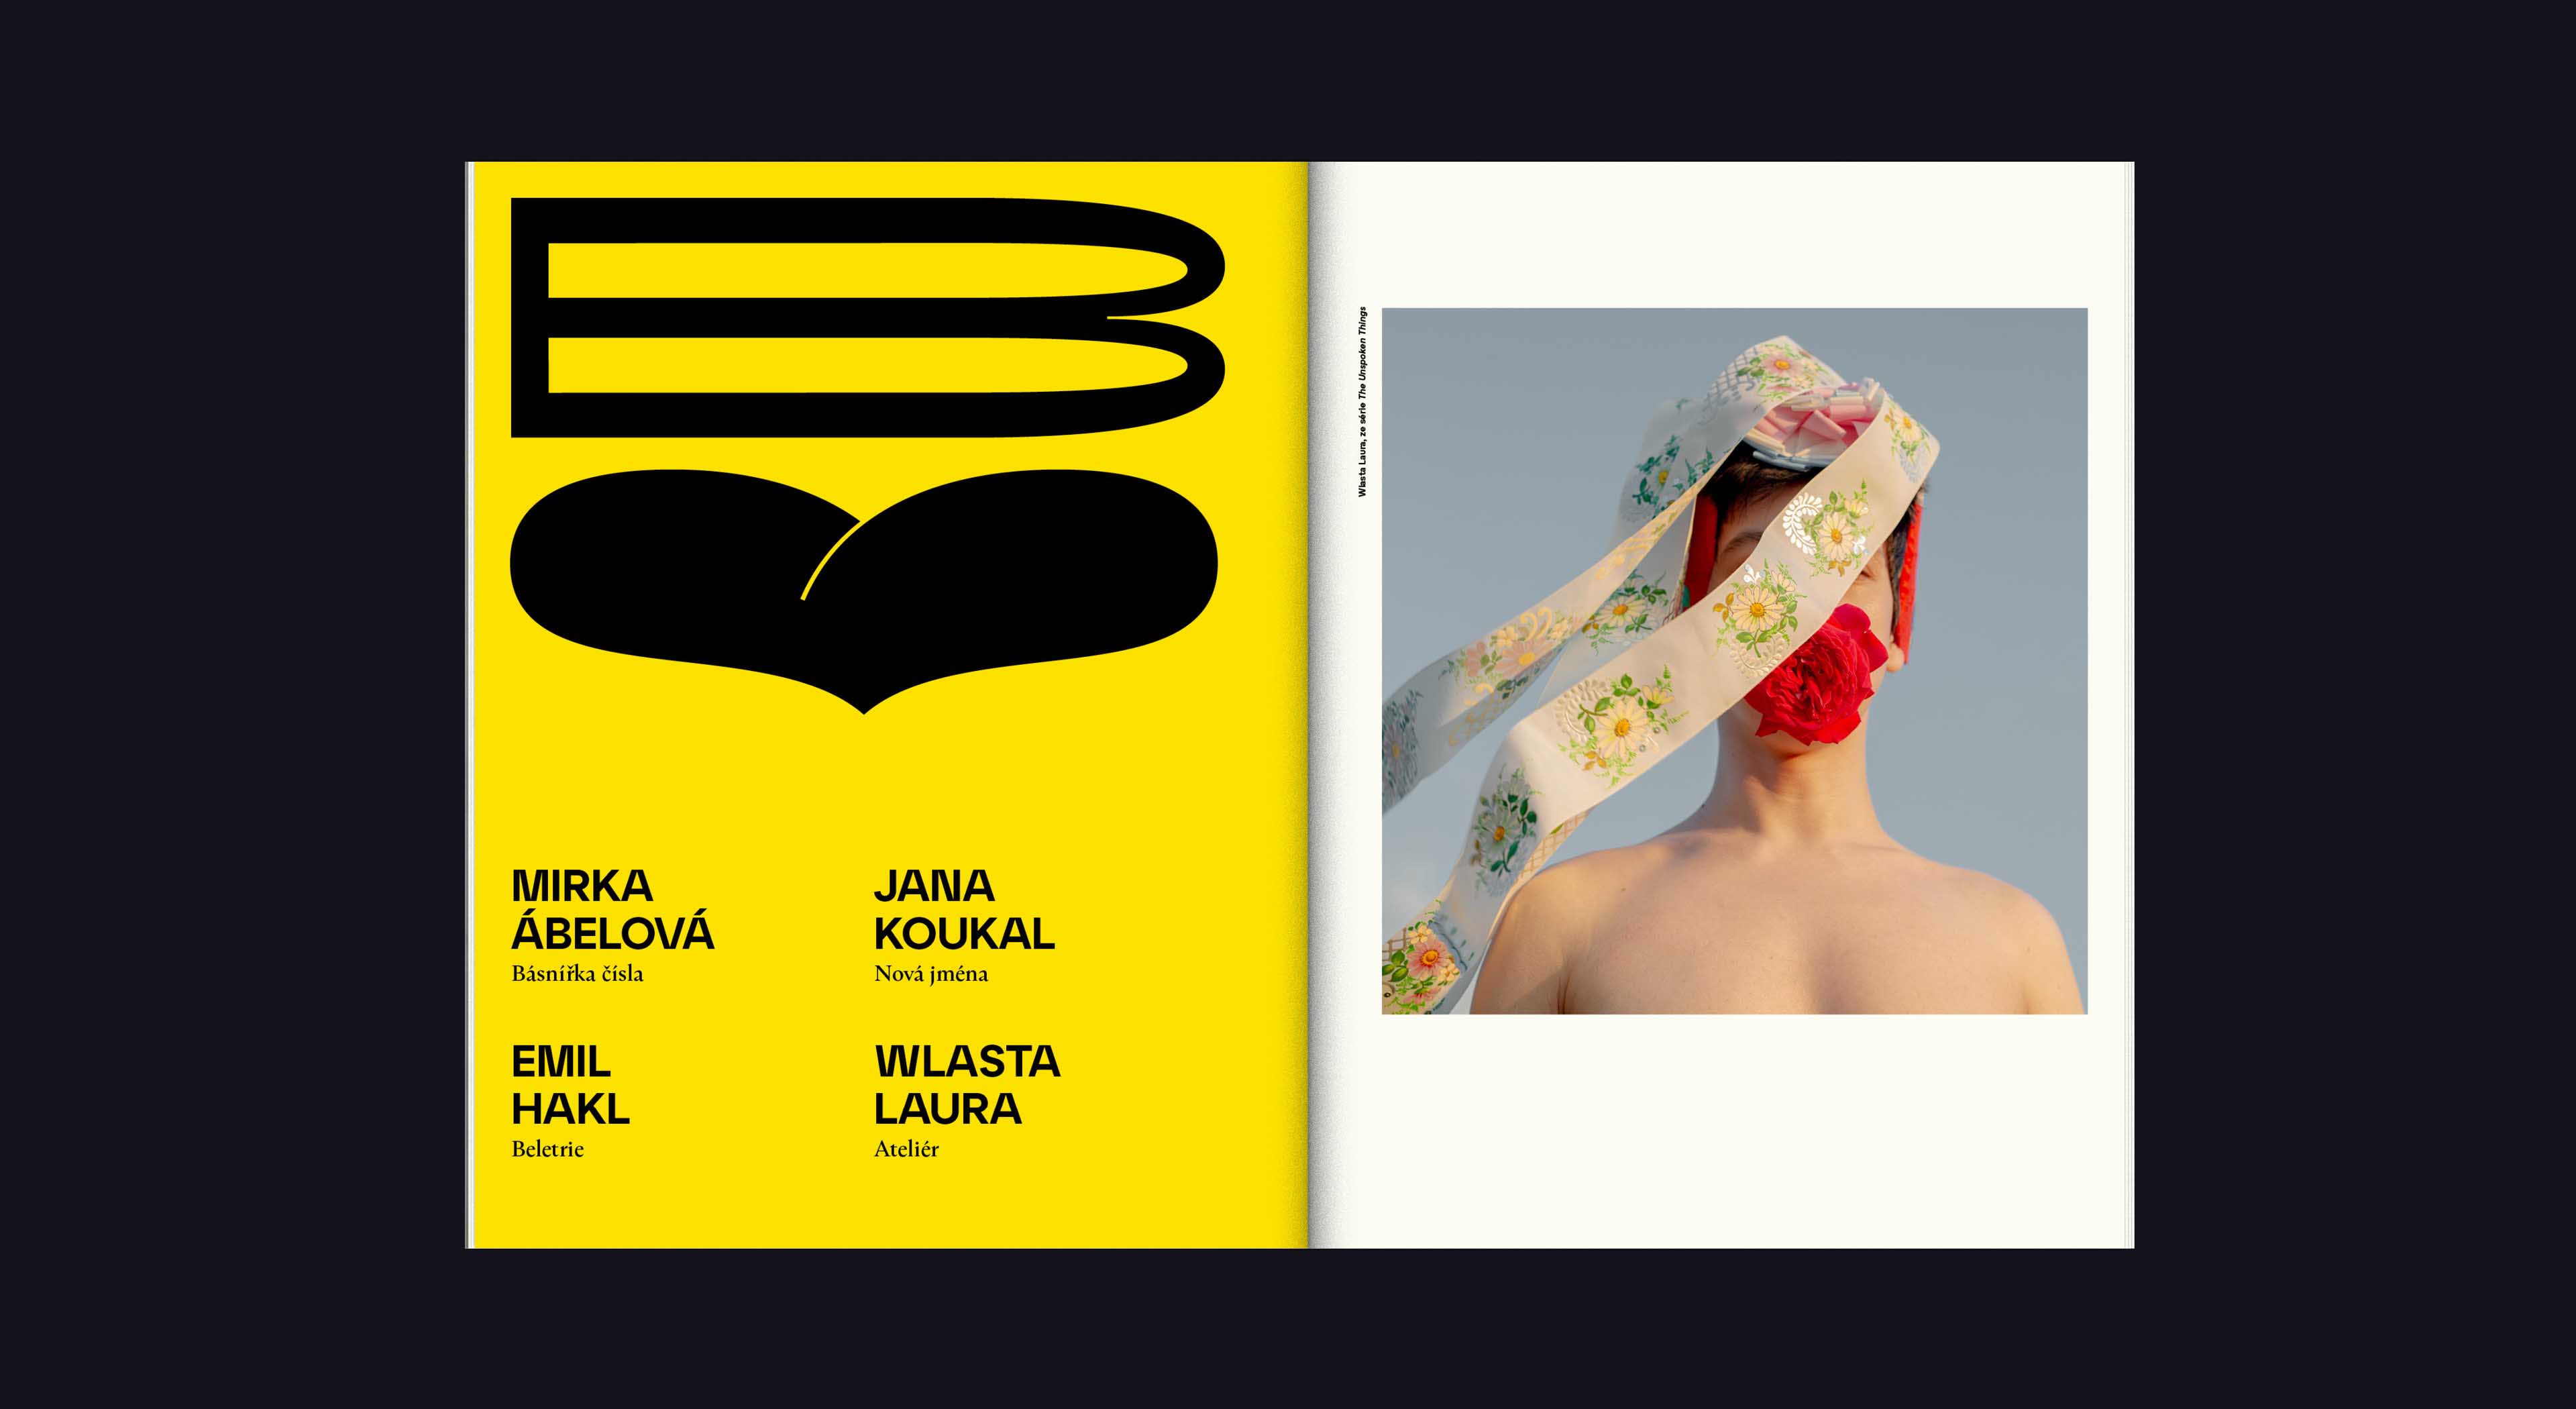 B
MIRKA
ÁBELOVÁ
Básnířka čísla
JANA
KOUKAL
Nová jména
EMIL
HAKL
Beletrie
WLASTA
LAURA
Ateliér
Wlasta Laura, ze série The Unspoken Things